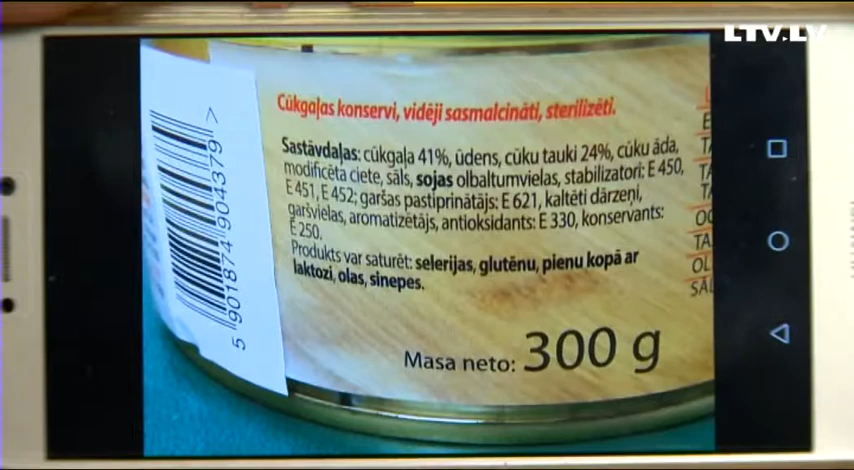 LTV.LV
Cūkgaļas konservi, vidēji sasmalcināti, sterilizēti.
Sastāvdaļas: cūkgaļa 41%, ūdens, cūku tauki 24%, cūku āda,
modificēta ciete, sāls, sojas olbaltumvielas, stabilizatori: E 450,
E 451, E 452; garšas pastiprinātājs: E 621, kaltēti dārzeņi,
garšvielas, aromatizētājs, antioksidants: E 330, konservants:
E 250.
Produkts var saturēt: selerijas, glutēnu, pienu kopā ar
laktozi, olas, sinepes.
Masa neto: 300 g
5 901874 904379 >